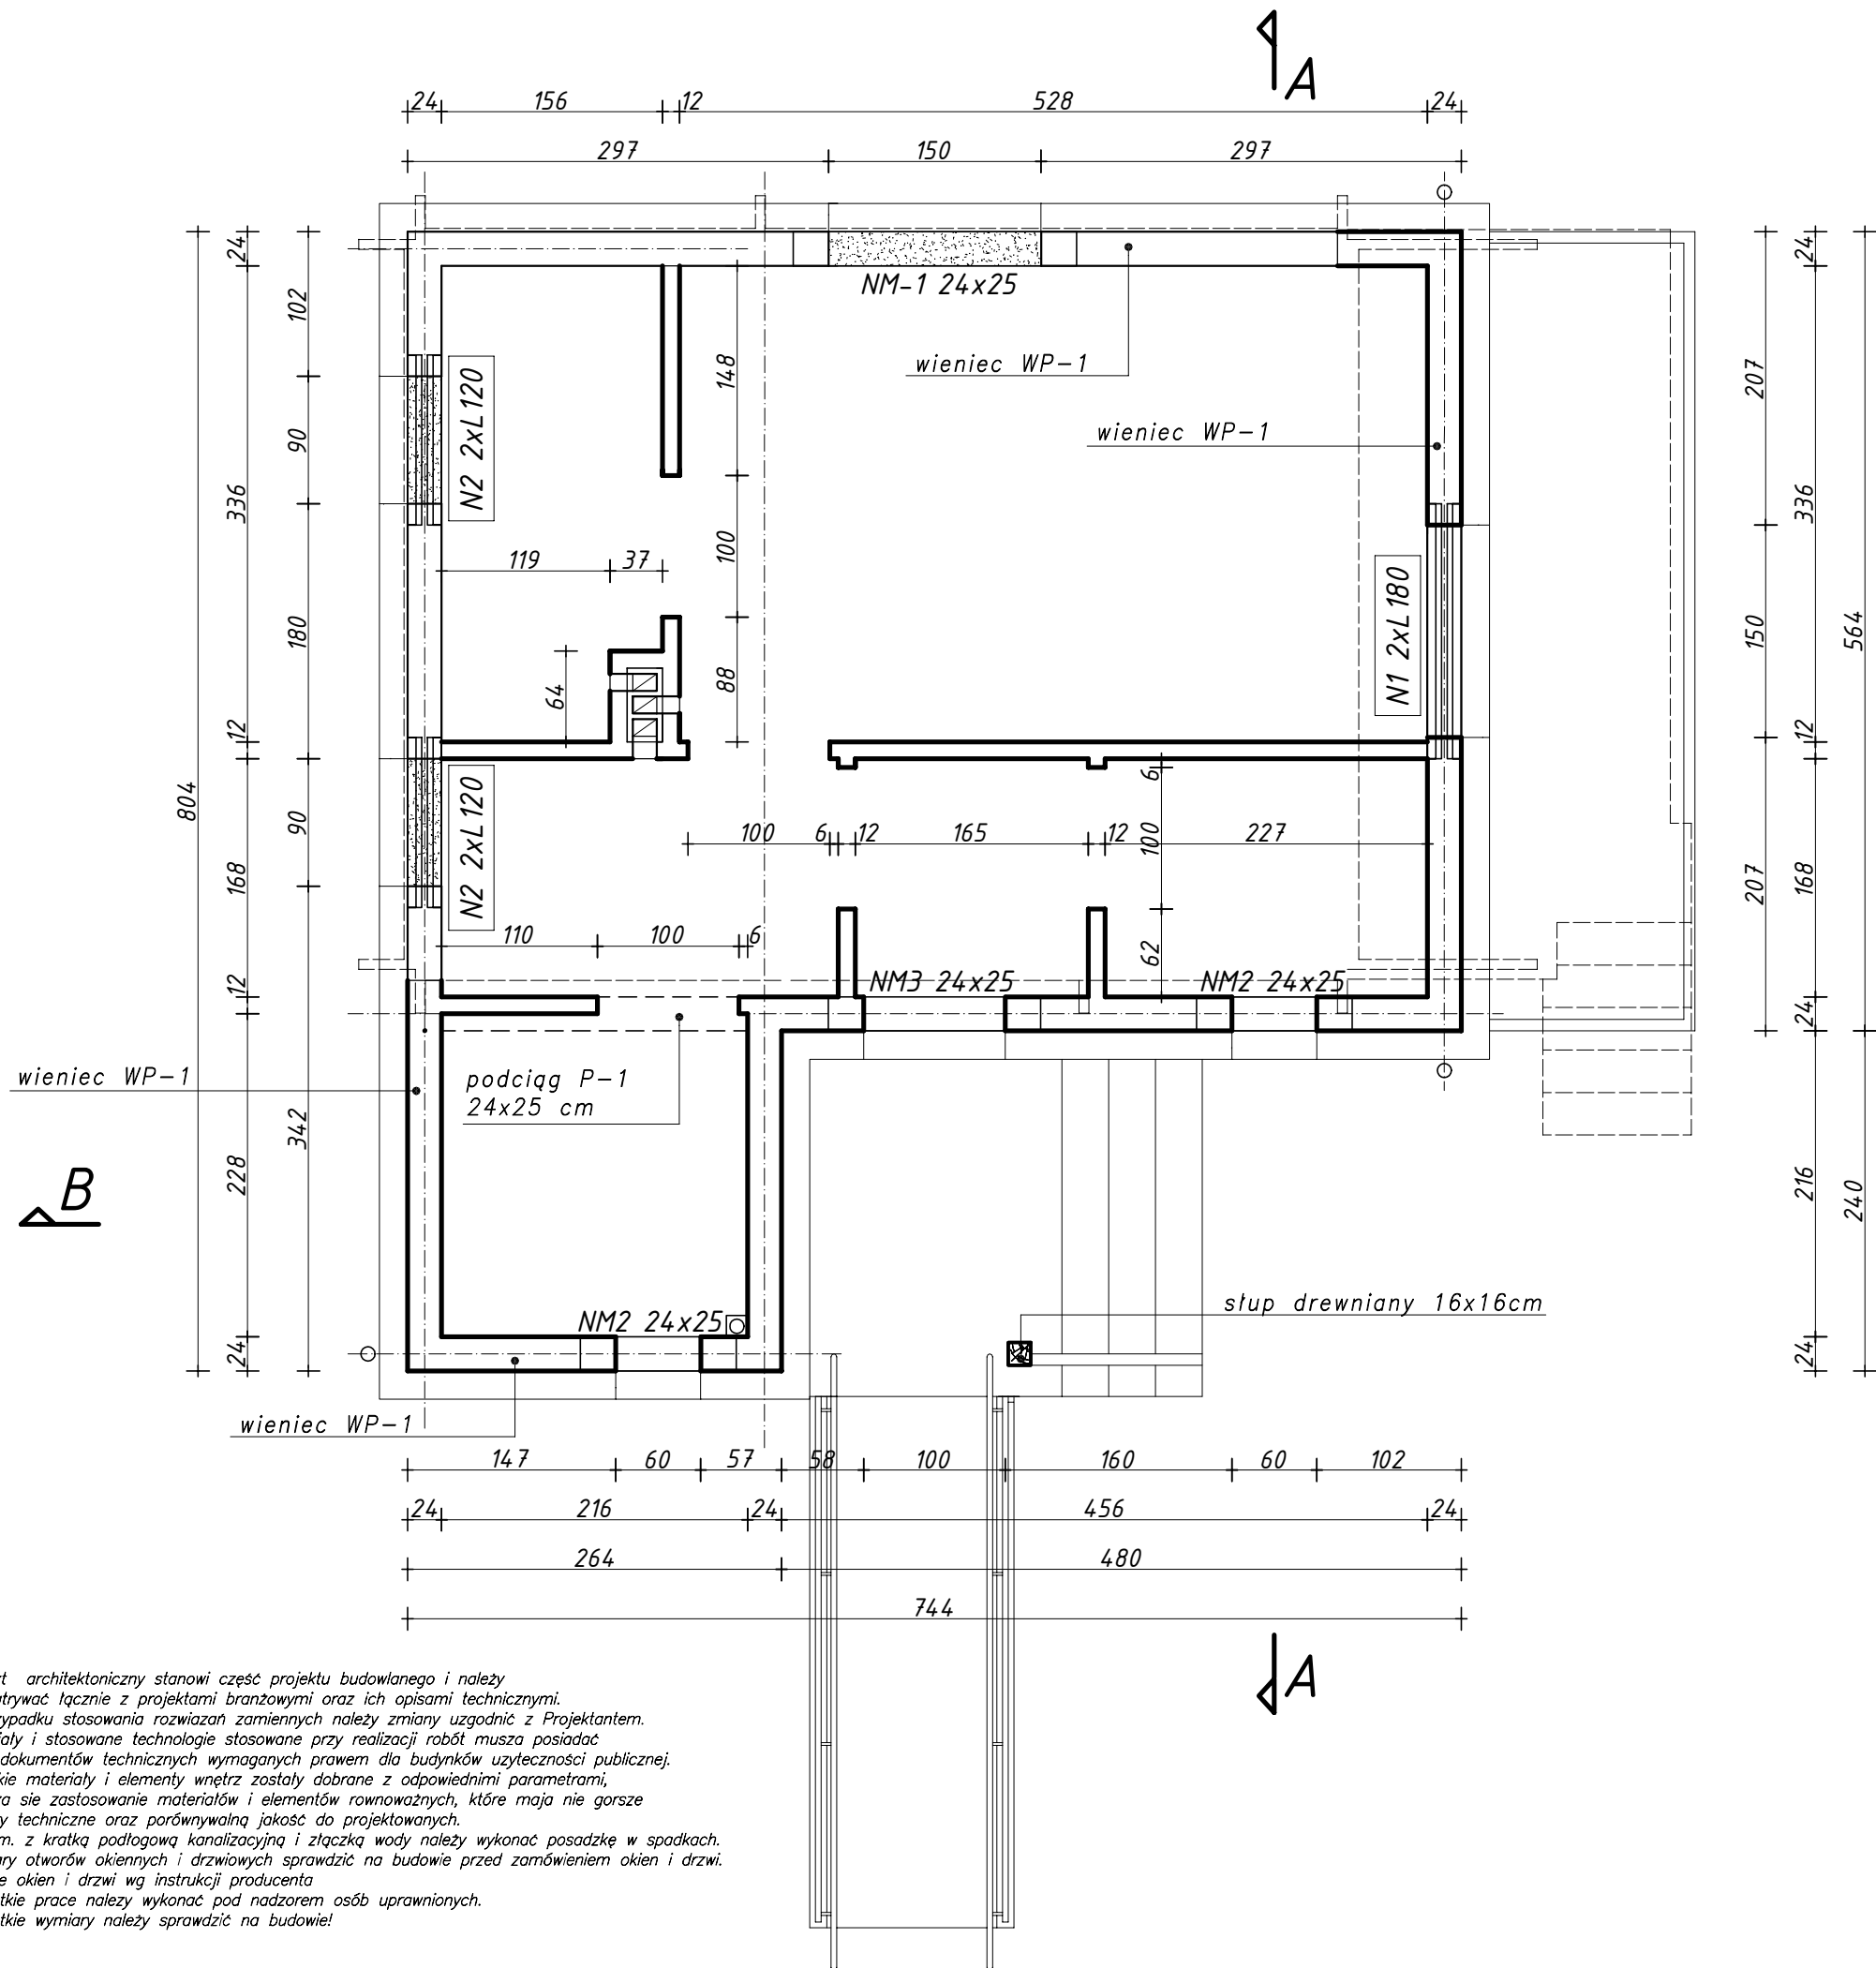 A
24 156 12 528 24
297 150 297
NM-1 24x25
wieniec WP-1
wieniec WP-1
N2 2xL120
N2 2xL120
N1 2xL180
804
24
336
12
168
12
228
24
102
90
180
90
342
148
100
88
119 37
64
100 6 12 165 12 227
6
100
62
110 100 6
207
150
207
24
336
12
168
24
216
24
564
240
NM3 24x25
NM2 24x25
wieniec WP-1
podciąg P-1
24x25 cm
B
NM2 24x25
słup drewniany 16x16cm
wieniec WP-1
147 60 57 58 100 160 60 102
24 216 24 456 24
264 480
744
A
architektoniczny stanowi część projektu budowlanego i należy
łącznie z projektami branżowymi oraz ich opisami technicznymi.
stosowania rozwiazań zamiennych należy zmiany uzgodnić z Projektantem.
i stosowane technologie stosowane przy realizacji robót musza posiadać
dokumentów technicznych wymaganych prawem dla budynków uzyteczności publicznej.
materiały i elementy wnętrz zostały dobrane z odpowiednimi parametrami,
sie zastosowanie materiałów i elementów rownoważnych, które maja nie gorsze
techniczne oraz porównywalną jakość do projektowanych.
z kratką podłogową kanalizacyjną i złączką wody należy wykonać posadzkę w spadkach.
otworów okiennych i drzwiowych sprawdzić na budowie przed zamówieniem okien i drzwi.
okien i drzwi wg instrukcji producenta
prace nalezy wykonać pod nadzorem osób uprawnionych.
wymiary należy sprawdzić na budowie!